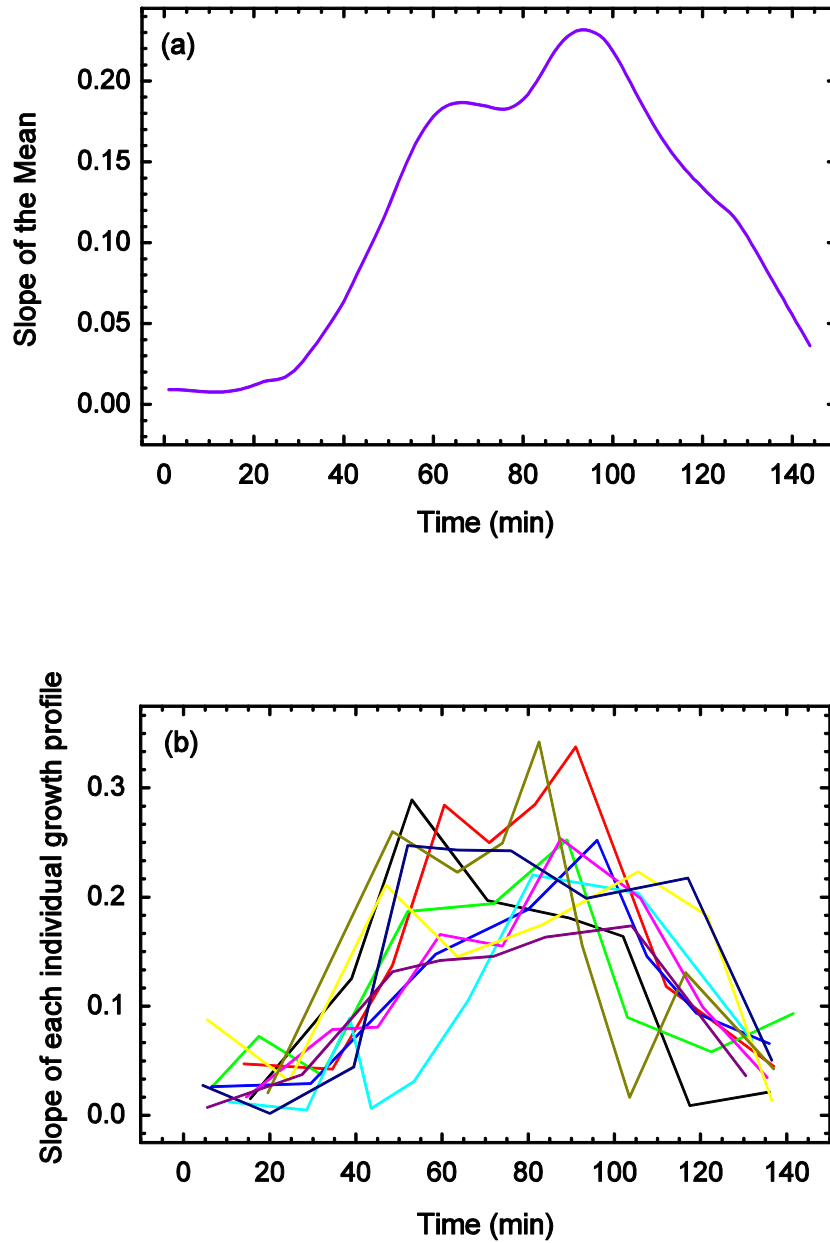 (a)
Slope of the Mean
0.20
0.15
0.10
0.05
0.00
0 20 40 60 80 100 120 140
Time (min)
(b)
Slope of each individual growth profile
0.3
0.2
0.1
0.0
0 20 40 60 80 100 120 140
Time (min)